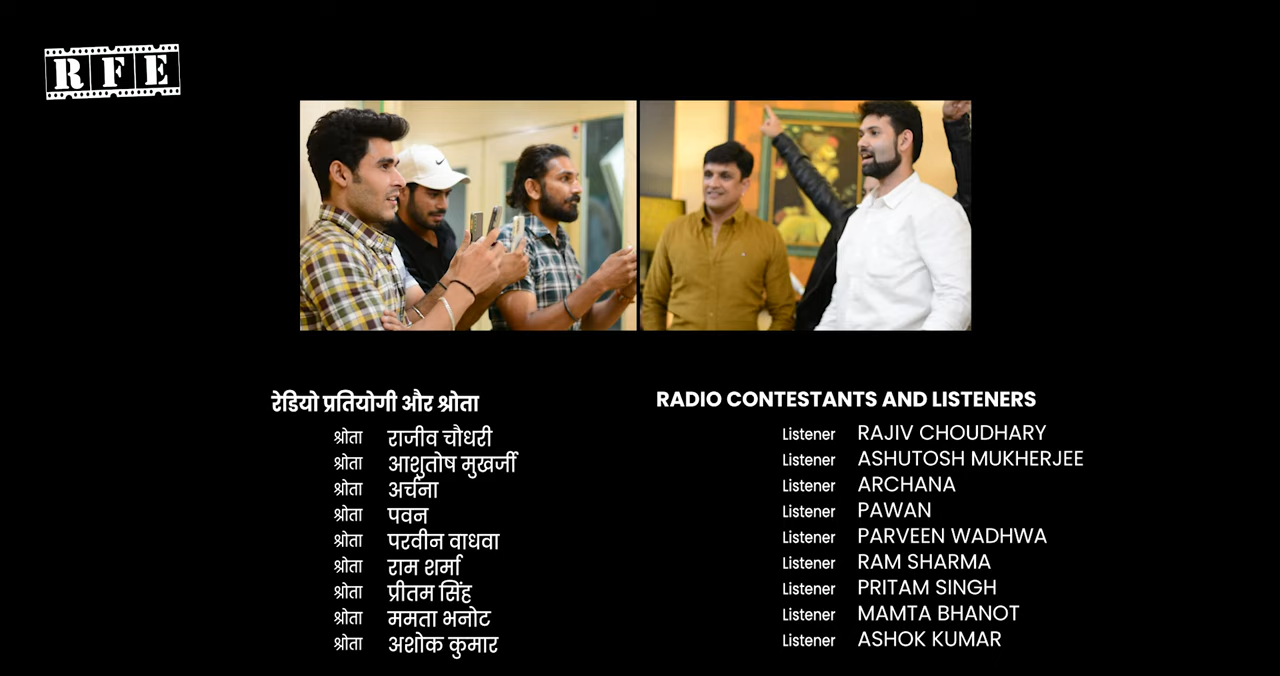 RFE
रेडियो प्रतियोगी और श्रोता
श्रोता राजीव चौधरी
श्रोता आशुतोष मुखर्जी
श्रोता अर्चना
श्रोता पवन
श्रोता परवीन वाधवा
श्रोता राम शर्मा
श्रोता प्रीतम सिंह
श्रोता ममता भनोट
श्रोता अशोक कुमार
RADIO CONTESTANTS AND LISTENERS
Listener RAJIV CHOUDHARY
Listener ASHUTOSH MUKHERJEE
Listener ARCHANA
Listener PAWAN
Listener PARVEEN WADHWA
Listener RAM SHARMA
Listener PRITAM SINGH
Listener MAMTA BHANOT
Listener ASHOK KUMAR